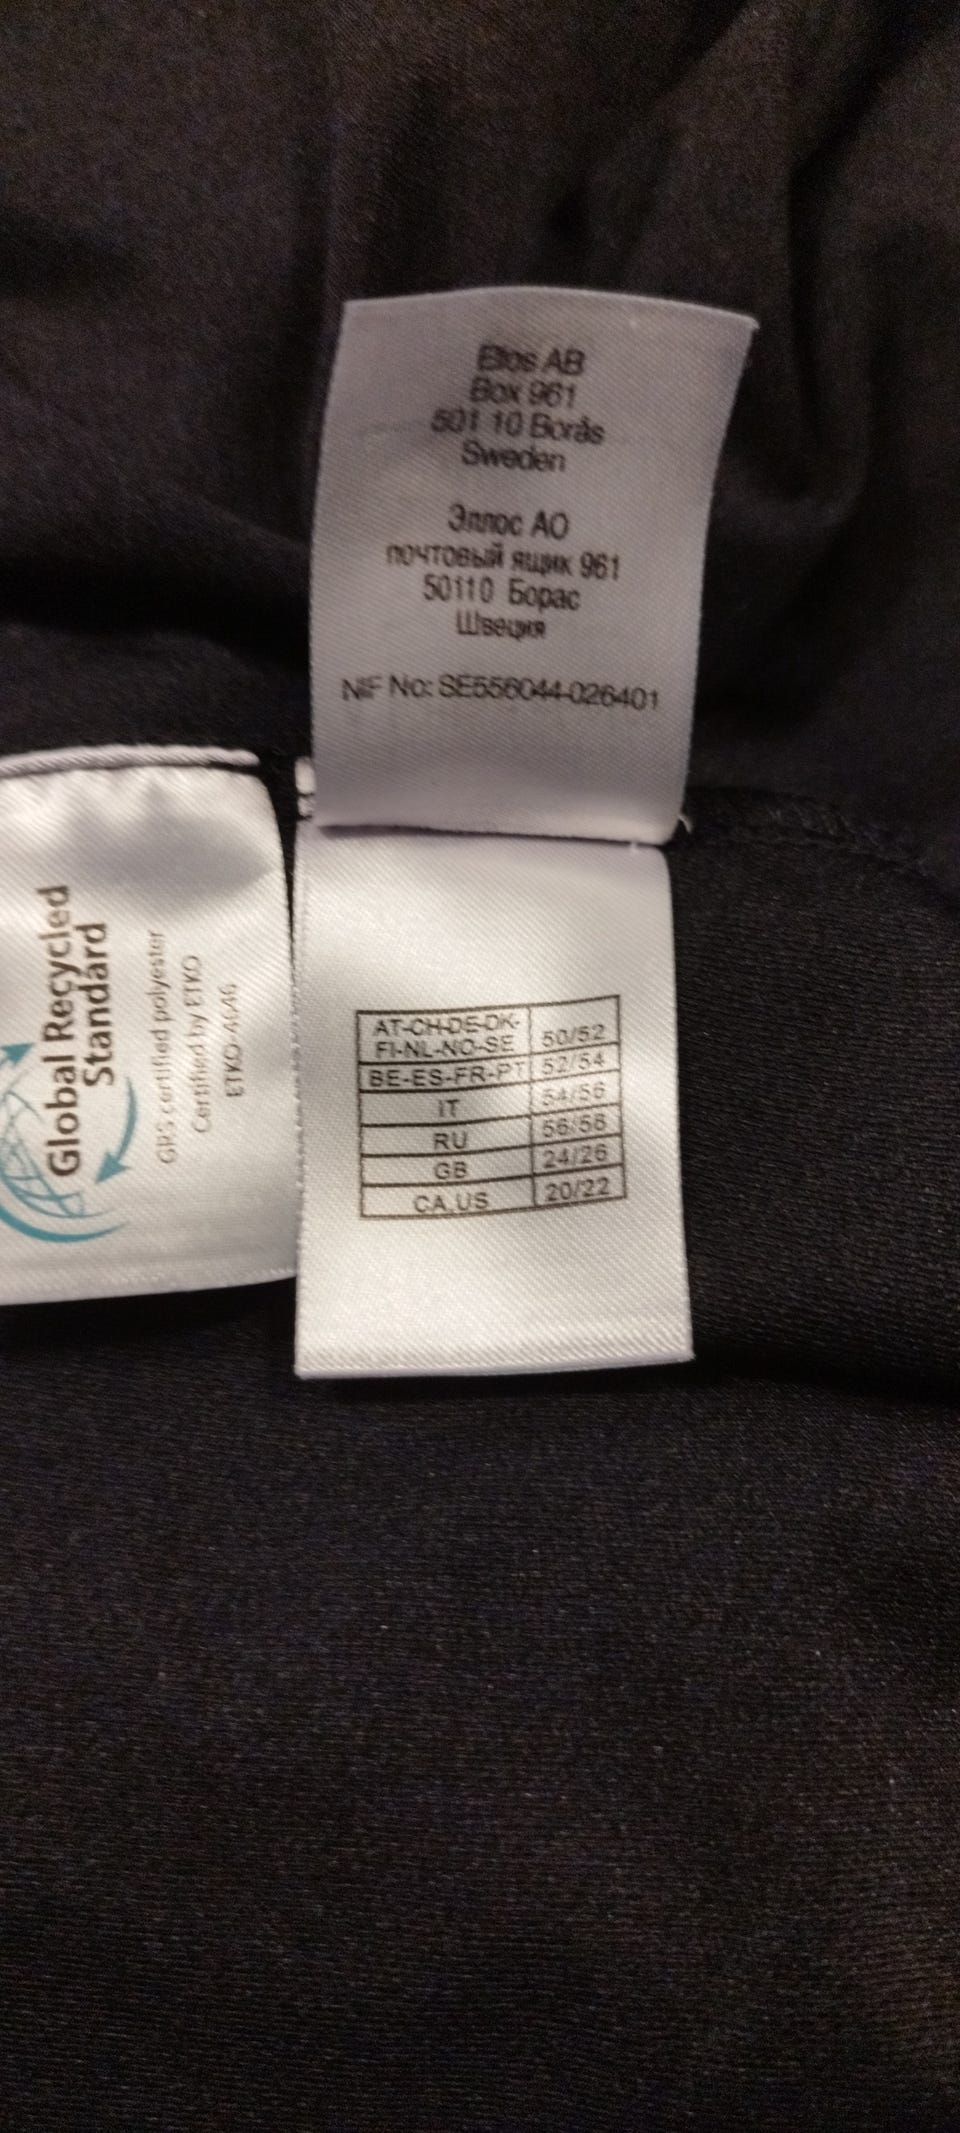 Ellos AB
Box 961
501 10 Borås
Sweden
Эллос АО
почтовый ящик 961
50110 Борас
Швеция
NIF No: SE556044-026401
Global Recycled
Standard
GRS certified polyester
Certified by ETKO
ETKO-4646
AT-CH-DE-DK-
FI-NL-NO-SE 50/52
BE-ES-FR-PT 52/54
IT 54/56
RU 56/58
GB 24/26
CA,US 20/22